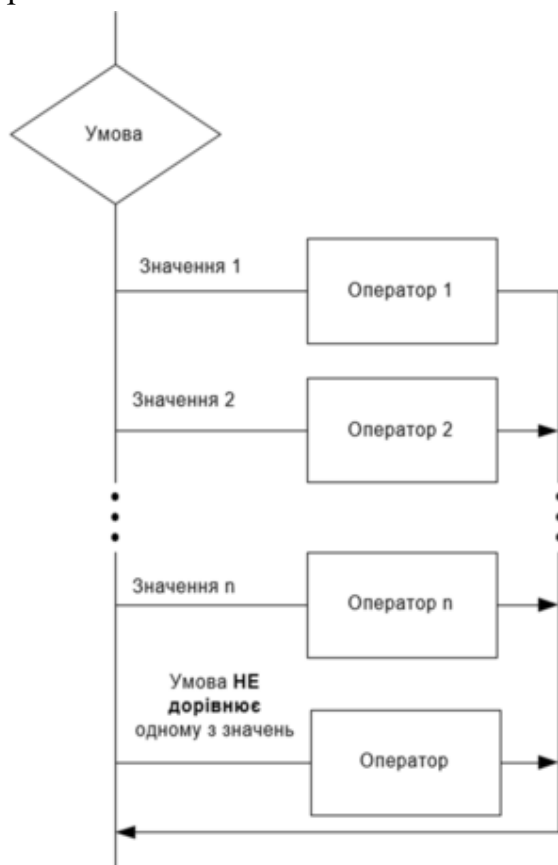 Умова
Значення 1
Оператор 1
Значення 2
Оператор 2
Значення n
Оператор n
Умова НЕ
дорівнює
одному з значень
Оператор